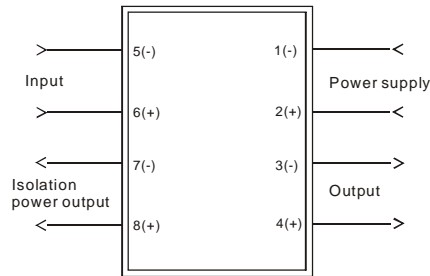 5(-)
1(-)
Input
Power supply
6(+)
2(+)
7(-)
3(-)
Isolation
power output
Output
8(+)
4(+)